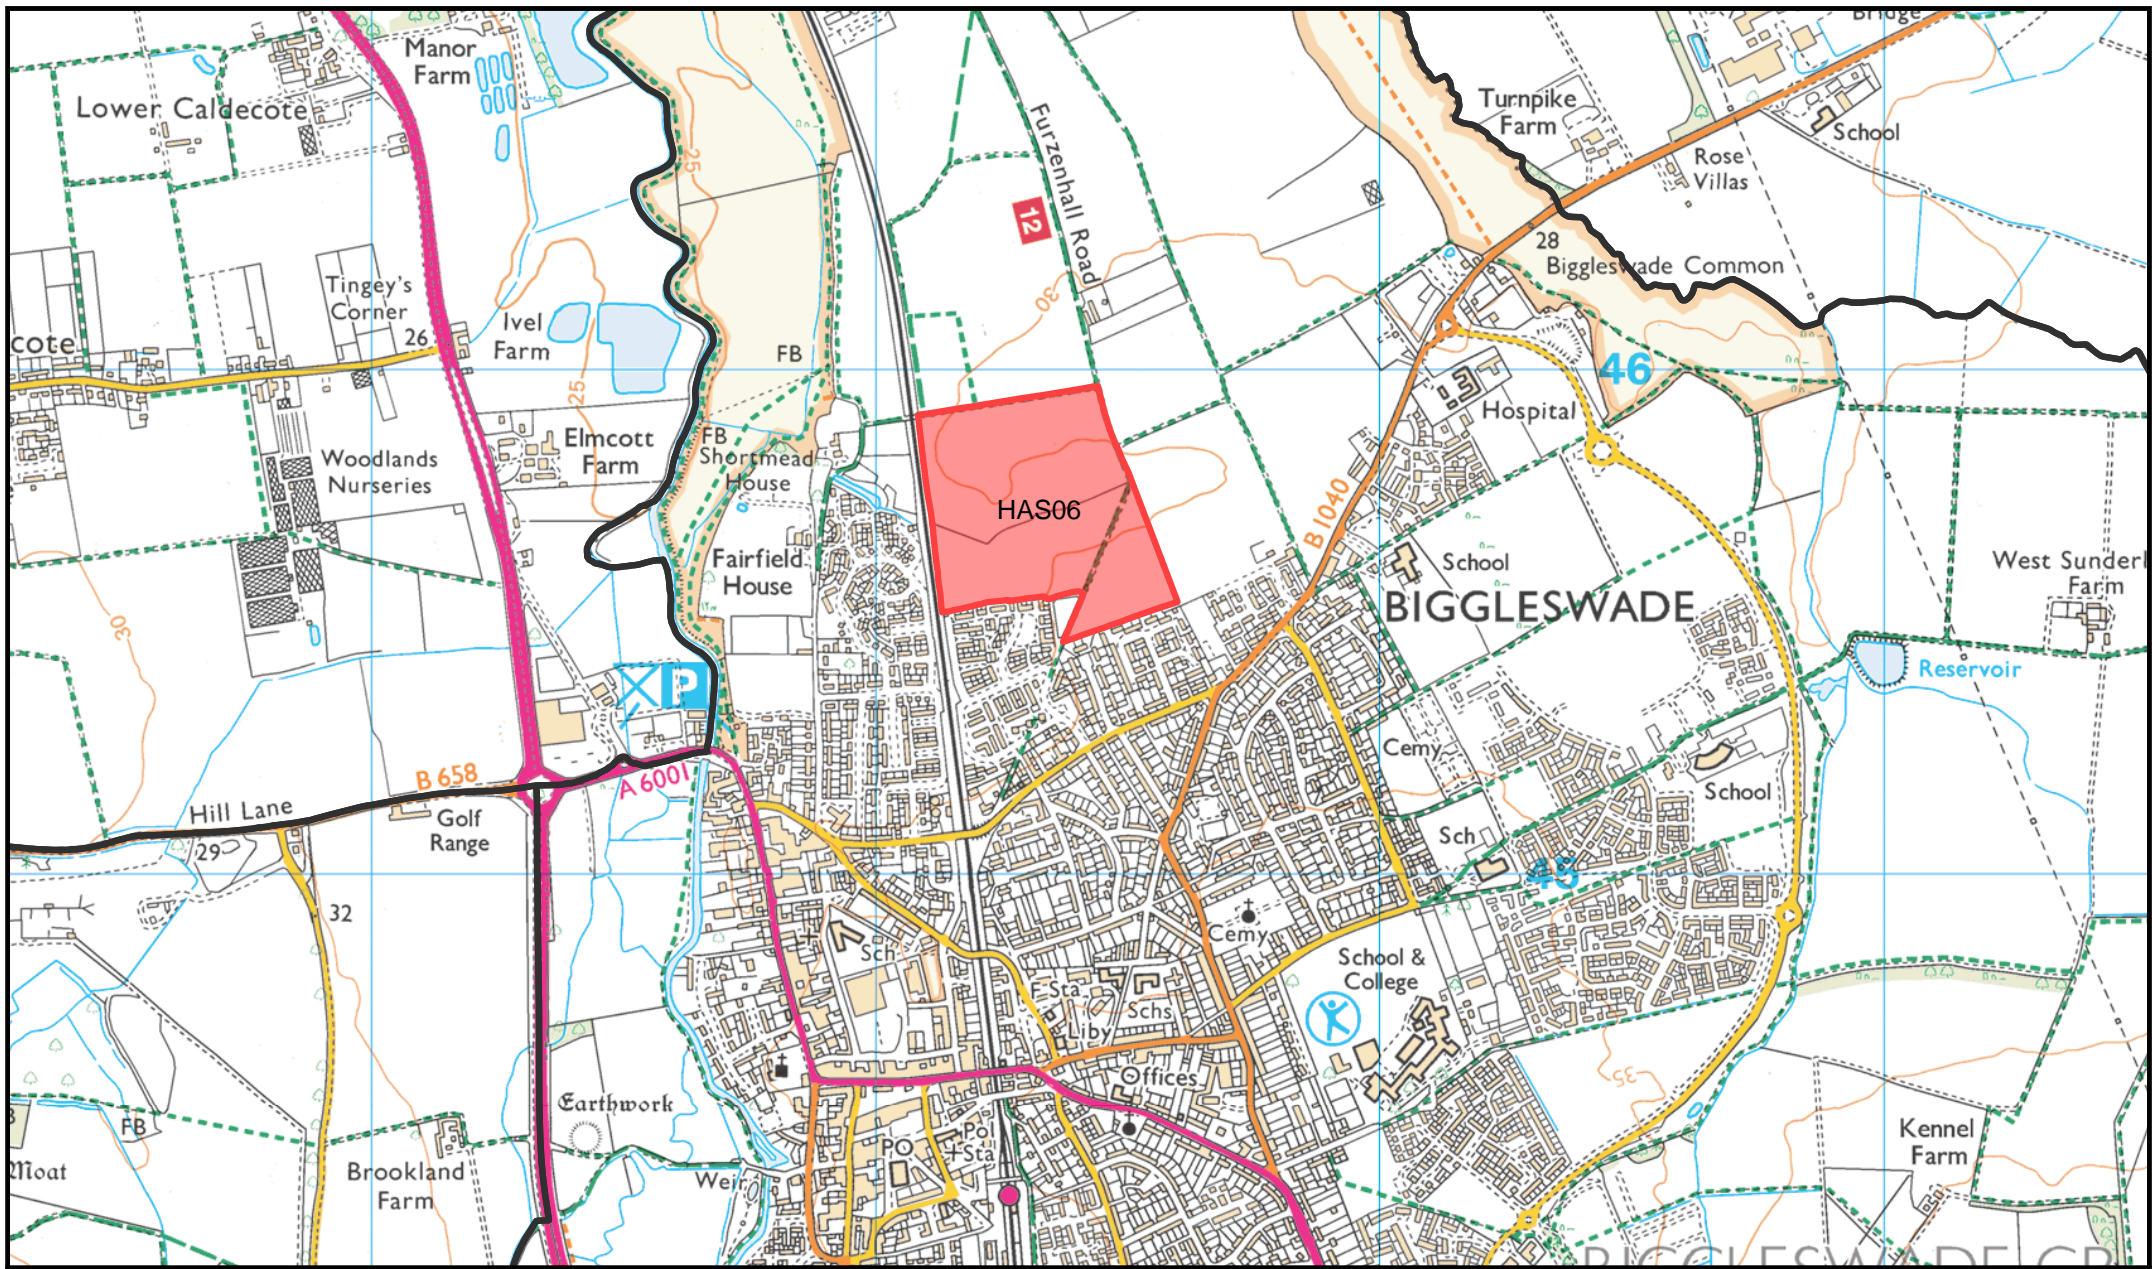 Bridge
Manor
Farm
Lower Caldecote
Turnpike
Farm
School
Furzenhall Road
Rose
Villas
25
12
28
Biggleswade Common
Tingey's
Corner
26
Ivel
Farm
30
cote
FB
46
Hospital
25
Elmcott
Farm
FB
Shortmead
House
Woodlands
Nurseries
HAS06
B 1040
Fairfield
House
School
West Sunderl
Farm
BIGGLESWADE
30
P
Reservoir
Cemy
B 658
A 6001
Hill Lane
Golf
Range
School
29
Sch
45
32
Cemy
Sch
School &
College
Sta
Schs
Liby
Offices
35
Earthwork
FB
Kennel
Farm
Moat
Brookland
Farm
PO
Pol
Sta
Weir
BIGGLESWADE CP